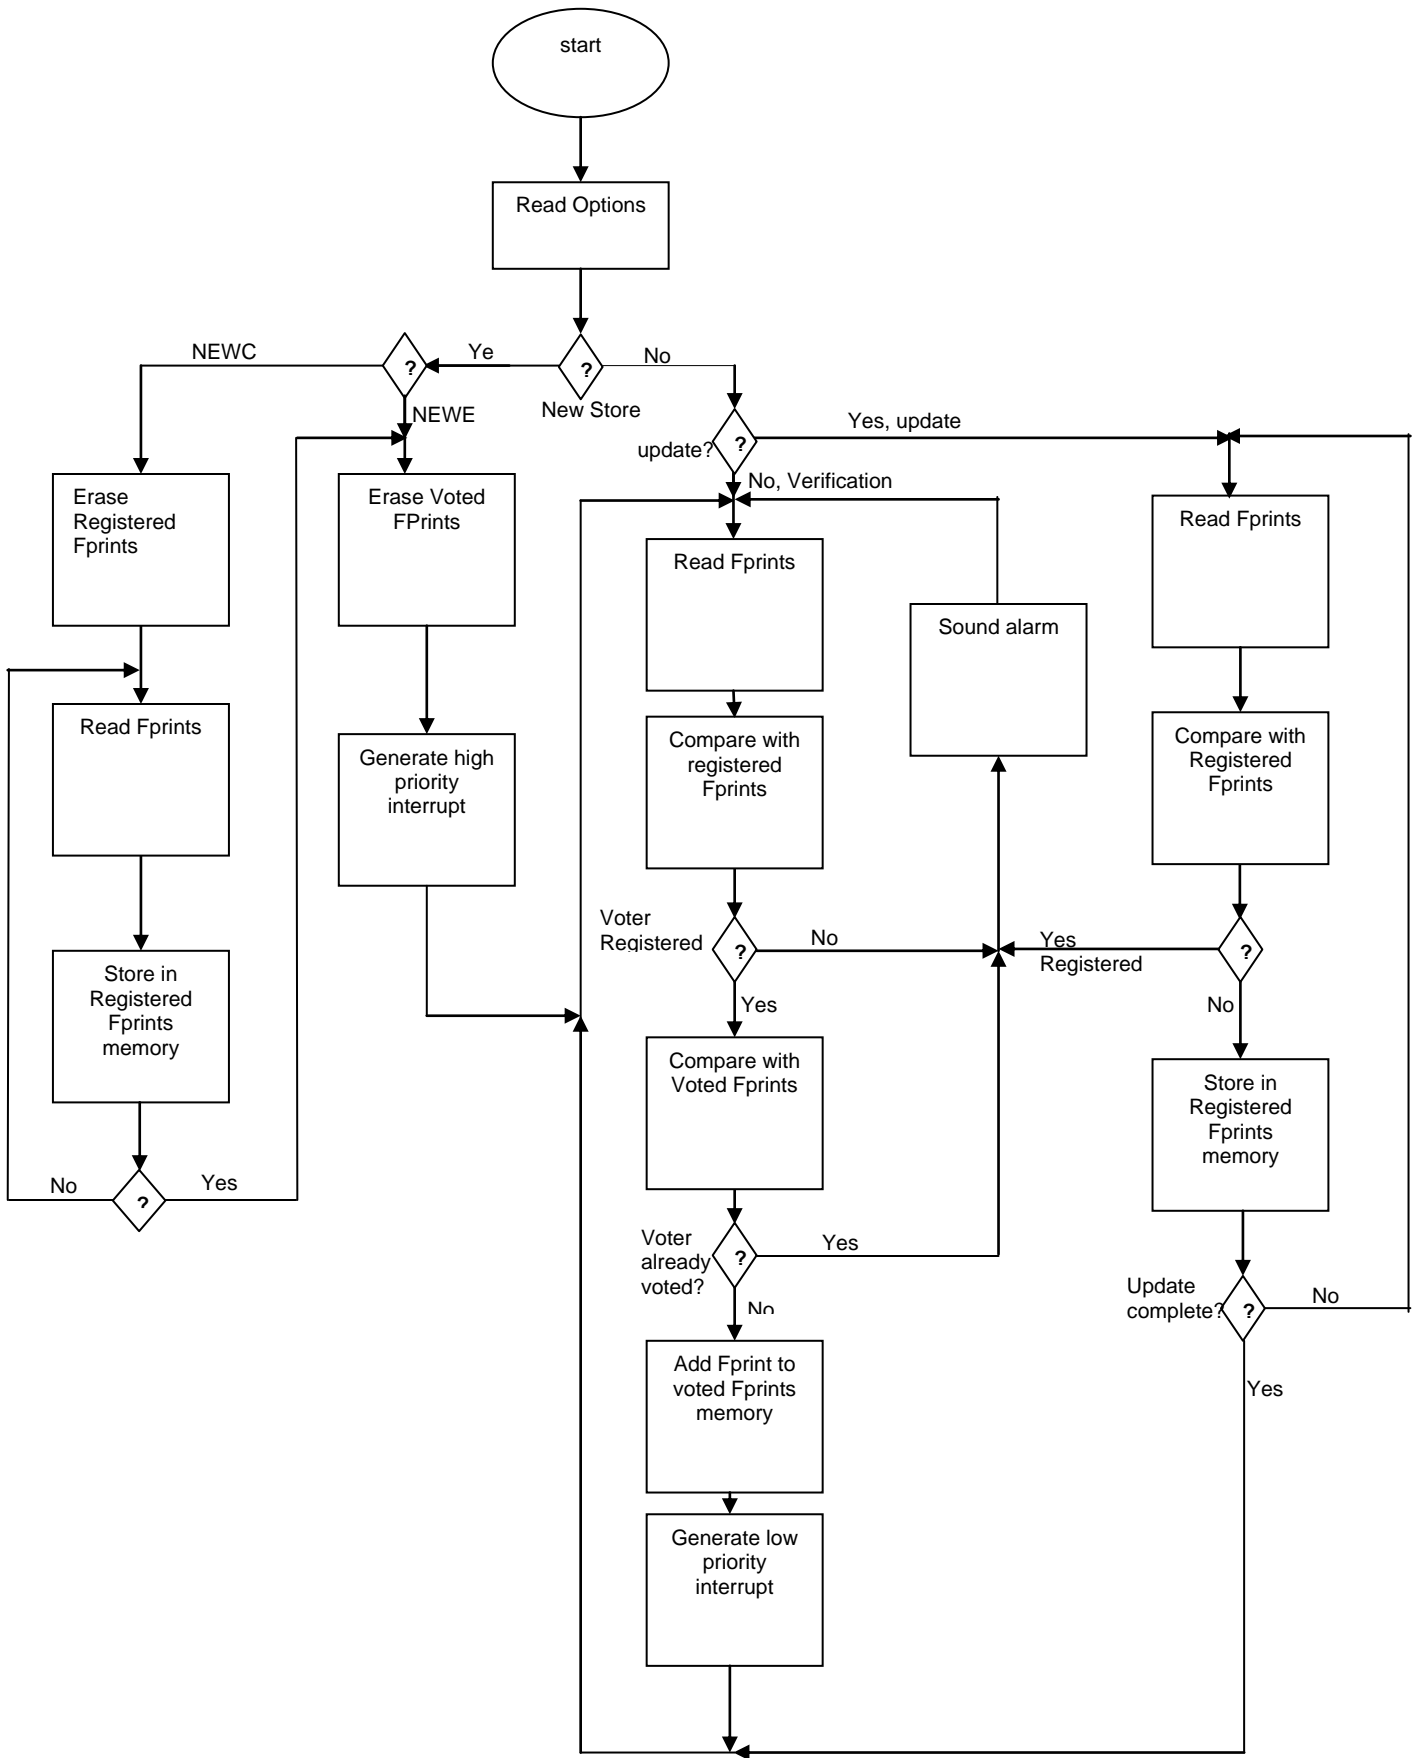 start
Read Options
NEWC
Ye
?
?
No
New Store
NEWE
Yes, update
update?
?
No, Verification
Erase
Registered
Fprints
Erase Voted
FPrints
Read Fprints
Read Fprints
Sound alarm
Read Fprints
Generate high
priority
interrupt
Compare with
registered
Fprints
Compare with
Registered
Fprints
Voter
Registered
?
No
Yes
Registered
?
Store in
Registered
Fprints
memory
Yes
No
Compare with
Voted Fprints
Store in
Registered
Fprints
memory
No
?
Yes
Voter
already
voted?
?
Yes
No
Update
complete?
?
No
Add Fprint to
voted Fprints
memory
Yes
Generate low
priority
interrupt